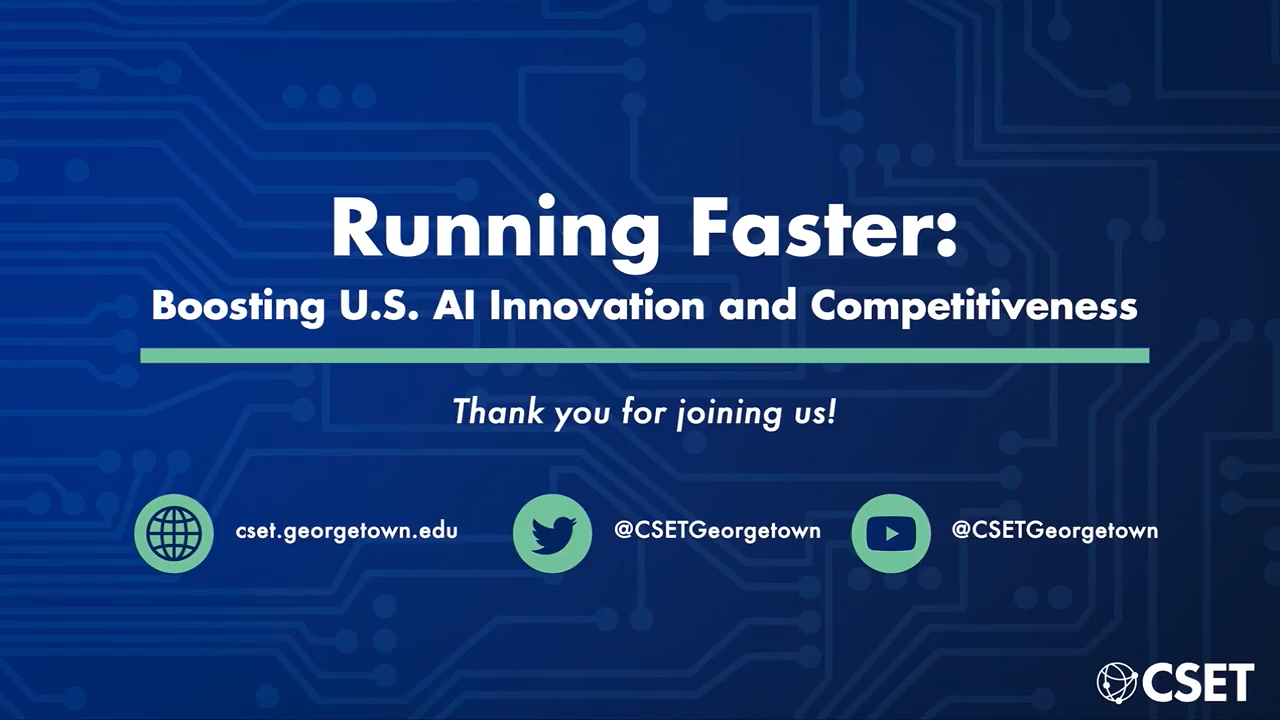 Running Faster:
Boosting U.S. AI Innovation and Competitiveness
Thank you for joining us!
cset.georgetown.edu
@CSETGeorgetown
@CSETGeorgetown
CSET